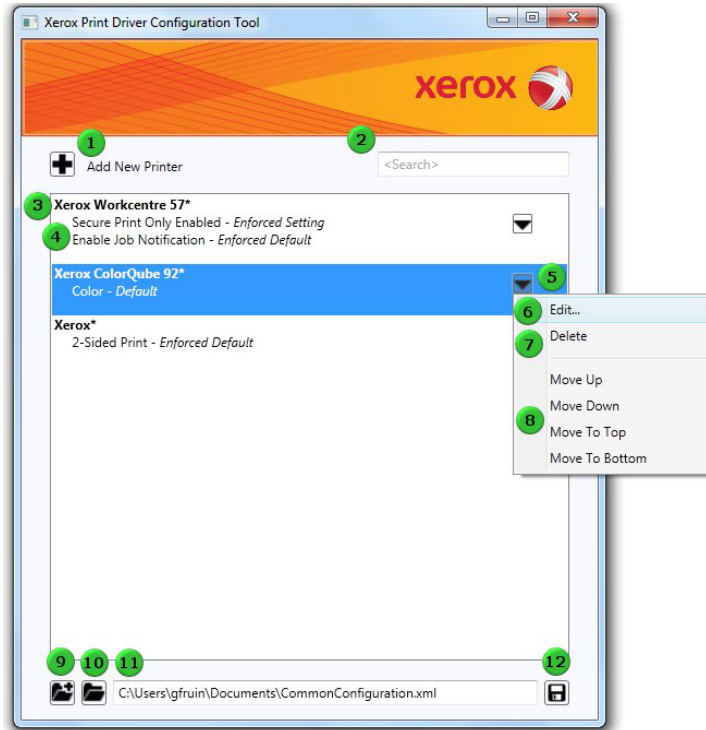 Xerox Print Driver Configuration Tool
xerox
1
2
Add New Printer
<Search>
3
Xerox Workcentre 57*
Secure Print Only Enabled - Enforced Setting
4
Enable Job Notification - Enforced Default
Xerox ColorQube 92*
5
Color - Default
6
Edit...
Xerox*
7
Delete
2-Sided Print - Enforced Default
Move Up
Move Down
8
Move To Top
Move To Bottom
9
10
11
12
C:\Users\gfruin\Documents\CommonConfiguration.xml